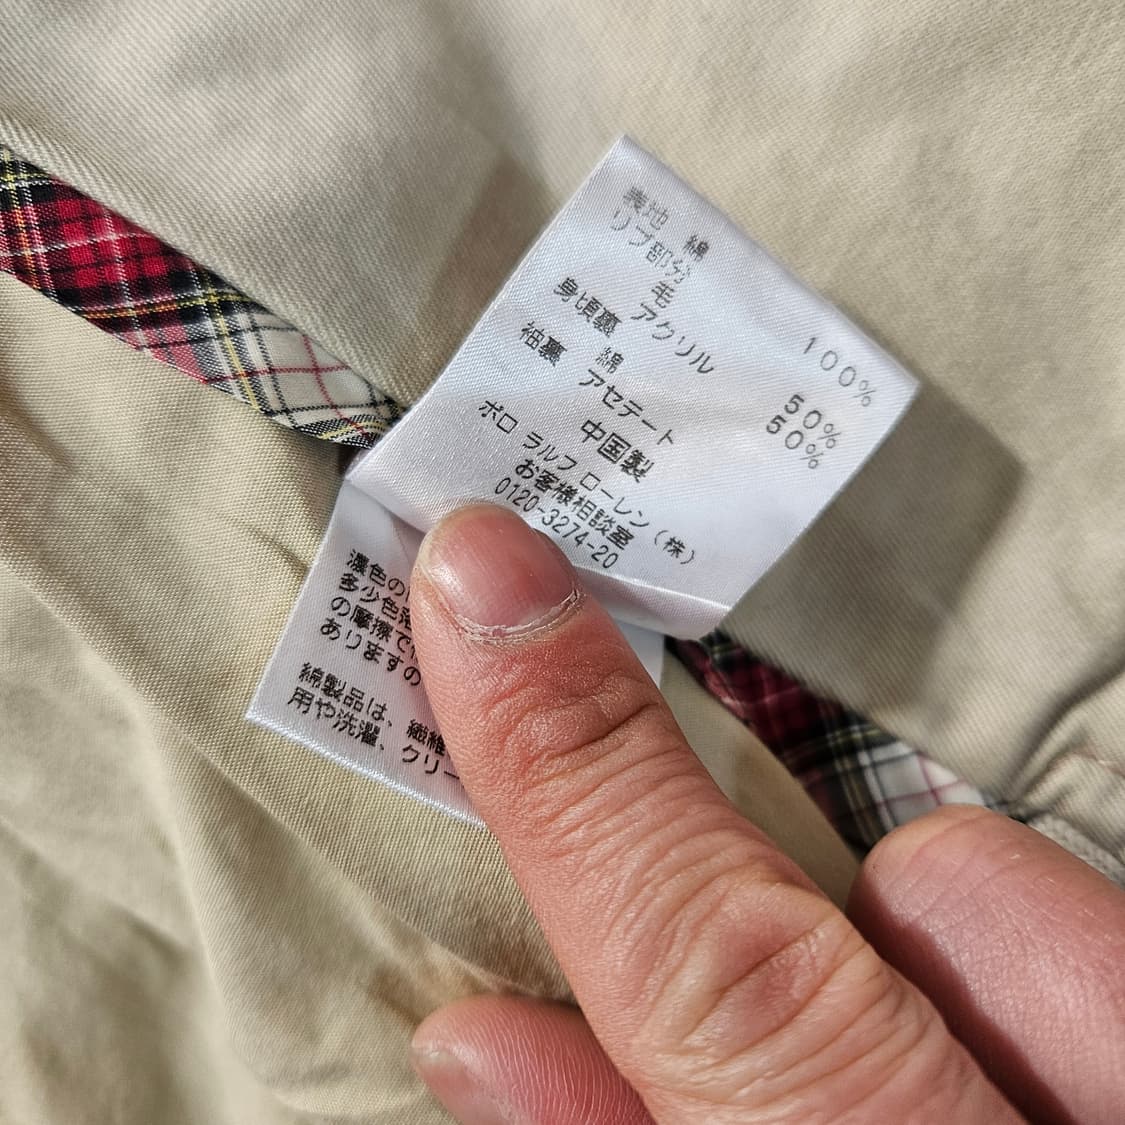 表地 綿 100%
リブ部分
毛 50%
アクリル 50%
身頃裏
綿
袖裏
アセテート
中国製
ポロ ラルフ ローレン（株）
お客様相談室
0120-3274-20
濃色の
多少色落
の摩擦で
ありますの
綿製品は、繊維
用や洗濯、クリー